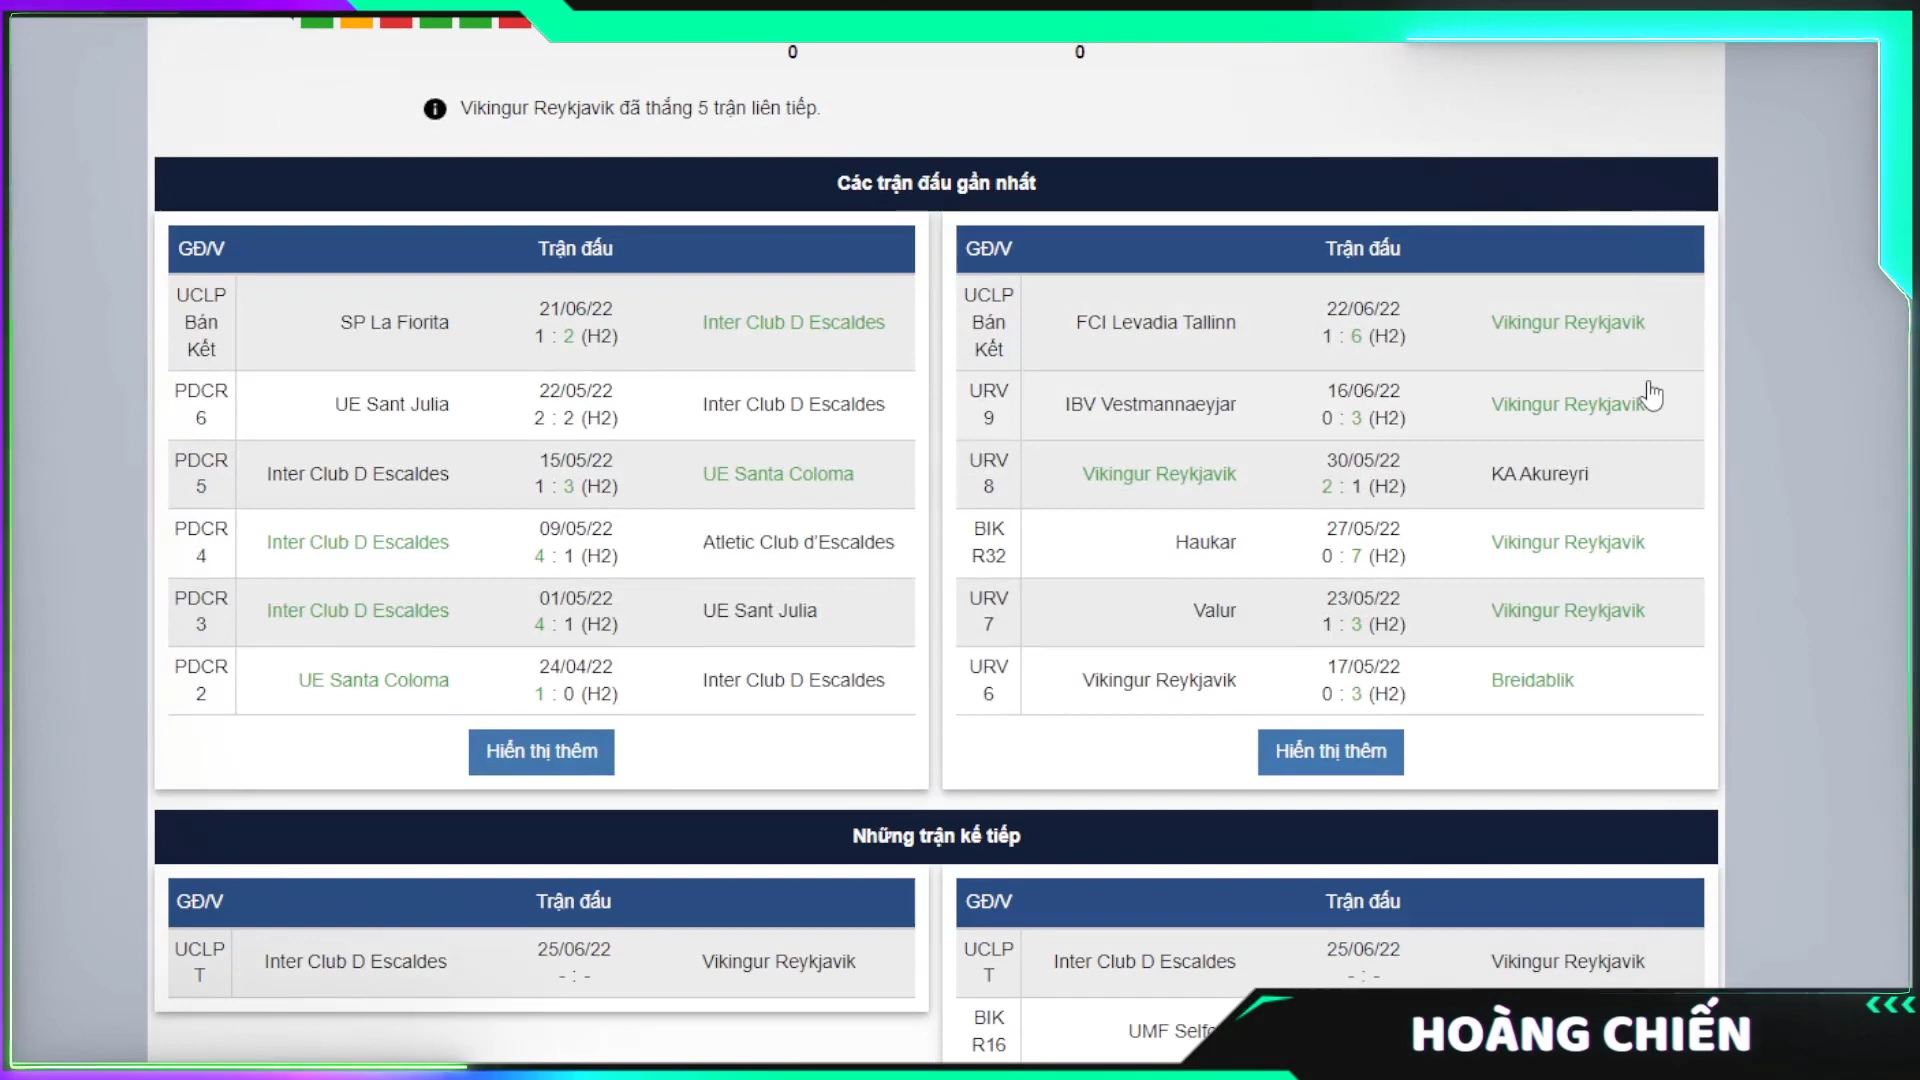 0 0
Vikingur Reykjavik đã thắng 5 trận liên tiếp.
Các trận đấu gần nhất
GĐ/V Trận đấu
UCLP Bán Kết SP La Fiorita 21/06/22 1 : 2 (H2) Inter Club D Escaldes
PDCR 6 UE Sant Julia 22/05/22 2 : 2 (H2) Inter Club D Escaldes
PDCR 5 Inter Club D Escaldes 15/05/22 1 : 3 (H2) UE Santa Coloma
PDCR 4 Inter Club D Escaldes 09/05/22 4 : 1 (H2) Atletic Club d'Escaldes
PDCR 3 Inter Club D Escaldes 01/05/22 4 : 1 (H2) UE Sant Julia
PDCR 2 UE Santa Coloma 24/04/22 1 : 0 (H2) Inter Club D Escaldes
Hiển thị thêm
GĐ/V Trận đấu
UCLP Bán Kết FCI Levadia Tallinn 22/06/22 1 : 6 (H2) Vikingur Reykjavik
URV 9 IBV Vestmannaeyjar 16/06/22 0 : 3 (H2) Vikingur Reykjavik
URV 8 Vikingur Reykjavik 30/05/22 2 : 1 (H2) KA Akureyri
BIK R32 Haukar 27/05/22 0 : 7 (H2) Vikingur Reykjavik
URV 7 Valur 23/05/22 1 : 3 (H2) Vikingur Reykjavik
URV 6 Vikingur Reykjavik 17/05/22 0 : 3 (H2) Breidablik
Hiển thị thêm
Những trận kế tiếp
GĐ/V Trận đấu
UCLP T Inter Club D Escaldes 25/06/22 - : - Vikingur Reykjavik
GĐ/V Trận đấu
UCLP T Inter Club D Escaldes 25/06/22 - : - Vikingur Reykjavik
BIK R16 UMF
HOÀNG CHIẾN